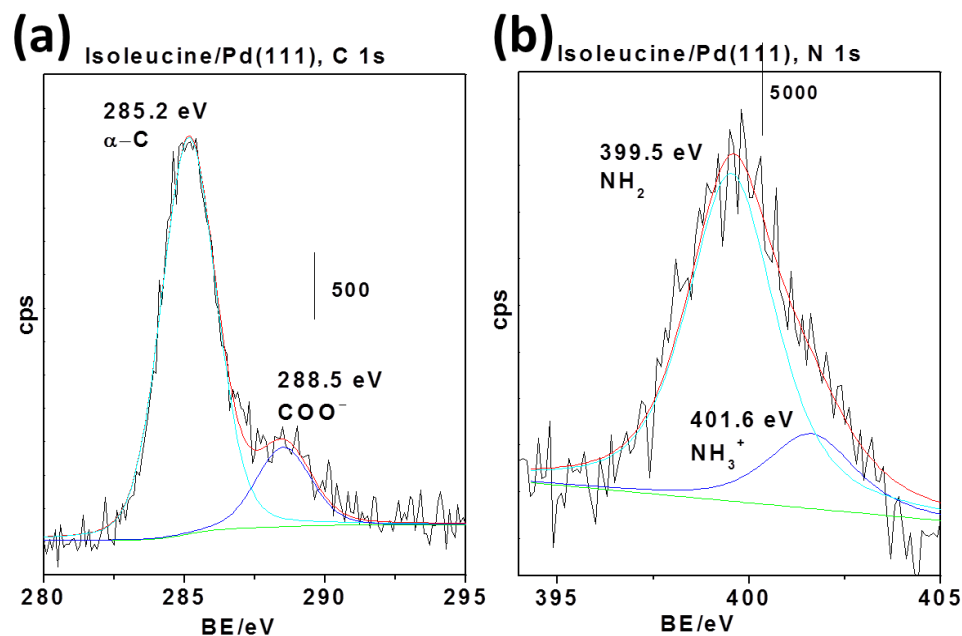 (a)
Isoleucine/Pd(111), C 1s
285.2 eV
α–C
500
288.5 eV
COO⁻
cps
280
285
290
295
BE/eV
(b)
Isoleucine/Pd(111), N 1s
5000
399.5 eV
NH₂
401.6 eV
NH₃⁺
cps
395
400
405
BE/eV